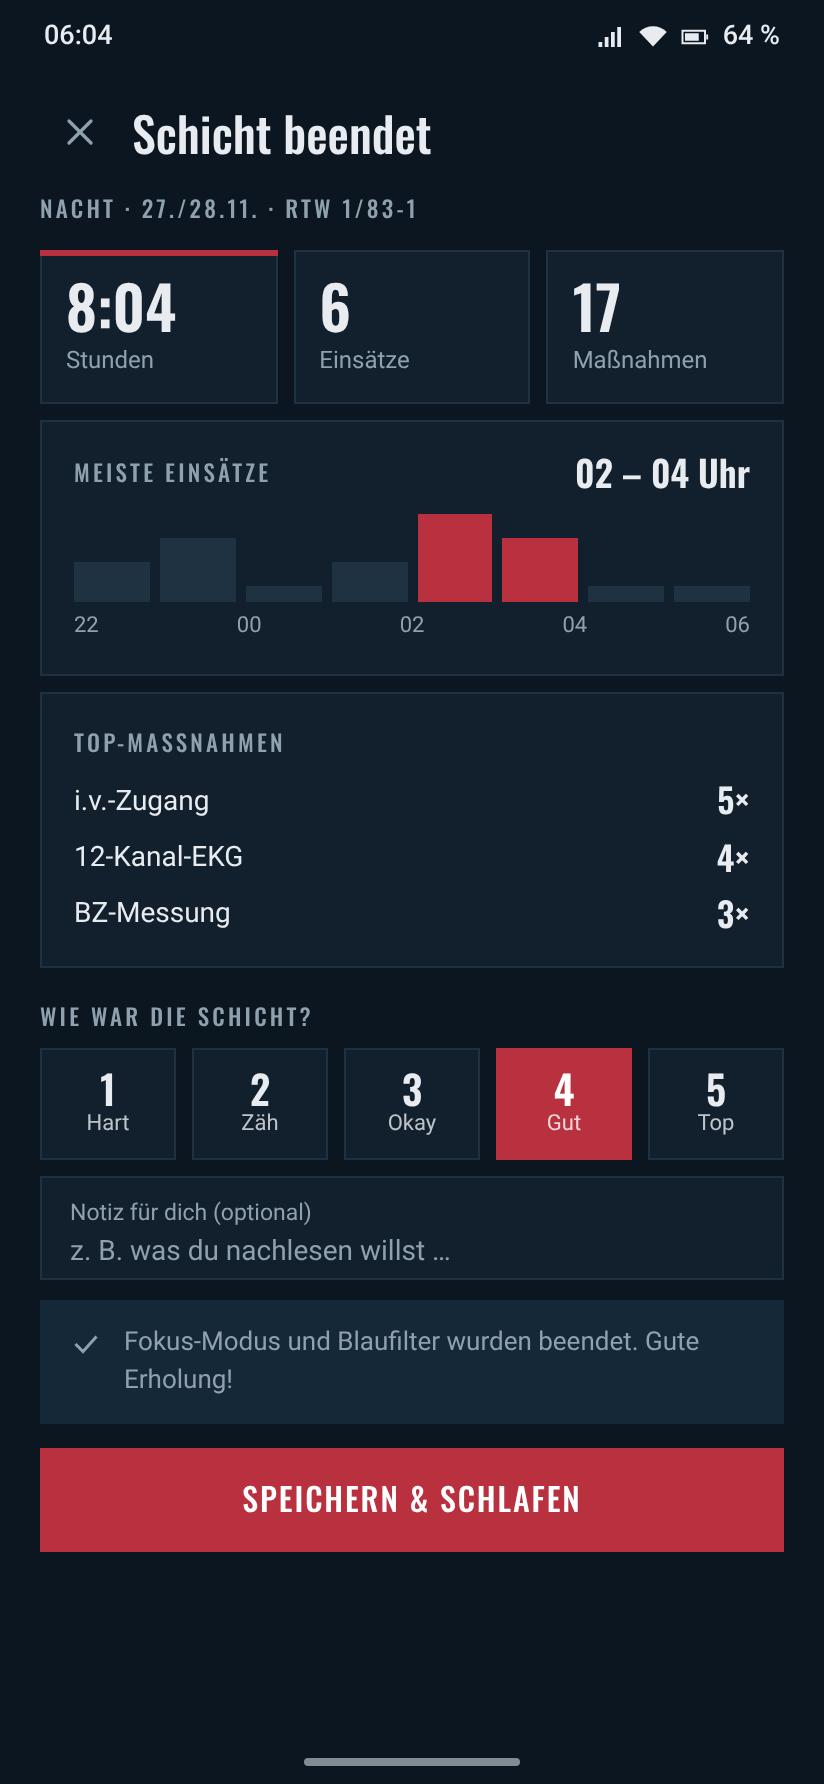 06:04
64 %
Schicht beendet
NACHT · 27./28.11. · RTW 1/83-1
8:04
Stunden
6
Einsätze
17
Maßnahmen
MEISTE EINSÄTZE
02 – 04 Uhr
22 00 02 04 06
TOP-MASSNAHMEN
i.v.-Zugang 5×
12-Kanal-EKG 4×
BZ-Messung 3×
WIE WAR DIE SCHICHT?
1
Hart
2
Zäh
3
Okay
4
Gut
5
Top
Notiz für dich (optional)
z. B. was du nachlesen willst ...
Fokus-Modus und Blaufilter wurden beendet. Gute
Erholung!
SPEICHERN & SCHLAFEN